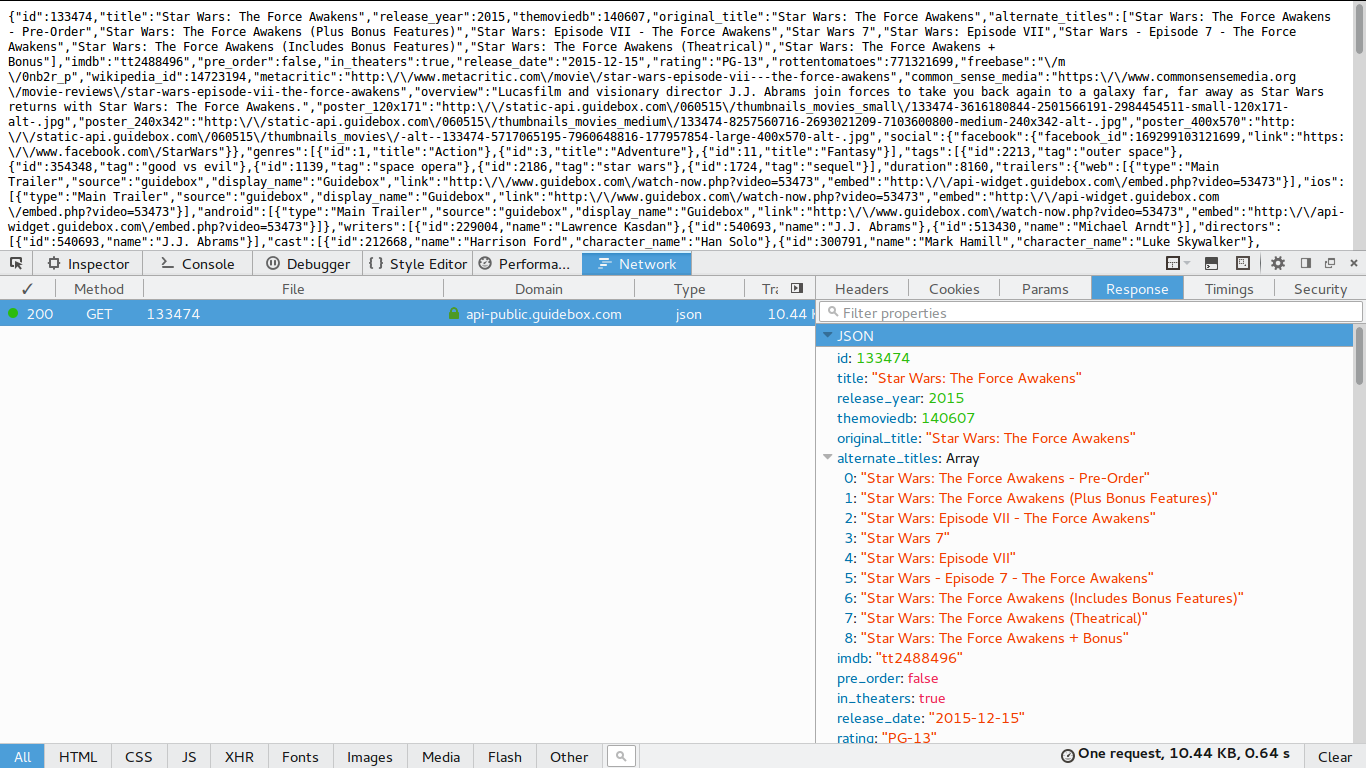 {"id":133474,"title":"Star Wars: The Force Awakens","release_year":2015,"themoviedb":140607,"original_title":"Star Wars: The Force Awakens","alternate_titles":["Star Wars: The Force Awakens
- Pre-Order","Star Wars: The Force Awakens (Plus Bonus Features)","Star Wars: Episode VII - The Force Awakens","Star Wars 7","Star Wars: Episode VII","Star Wars - Episode 7 - The Force
Awakens","Star Wars: The Force Awakens (Includes Bonus Features)","Star Wars: The Force Awakens (Theatrical)","Star Wars: The Force Awakens +
Bonus"],"imdb":"tt2488496","pre_order":false,"in_theaters":true,"release_date":"2015-12-15","rating":"PG-13","rottentomatoes":771321699,"freebase":"\/m
\/0nb2r_p","wikipedia_id":14723194,"metacritic":"http:\/\/www.metacritic.com\/movie\/star-wars-episode-vii---the-force-awakens","common_sense_media":"https:\/\/www.commonsensemedia.org
\/movie-reviews\/star-wars-episode-vii-the-force-awakens","overview":"Lucasfilm and visionary director J.J. Abrams join forces to take you back again to a galaxy far, far away as Star Wars
returns with Star Wars: The Force Awakens.","poster_120x171":"http:\/\/static-api.guidebox.com\/060515\/thumbnails_movies_small\/133474-3616180844-2501566191-2984454511-small-120x171-
alt-.jpg","poster_240x342":"http:\/\/static-api.guidebox.com\/060515\/thumbnails_movies_medium\/133474-8257560716-2693021209-7103600800-medium-240x342-alt-.jpg","poster_400x570":"http:
\/\/static-api.guidebox.com\/060515\/thumbnails_movies\/-alt--133474-5717065195-7960648816-177957854-large-400x570-alt-.jpg","social":{"facebook":{"facebook_id":169299103121699,"link":"https:
\/\/www.facebook.com\/StarWars"}},"genres":[{"id":1,"title":"Action"},{"id":3,"title":"Adventure"},{"id":11,"title":"Fantasy"}],"tags":[{"id":2213,"tag":"outer space"},
{"id":354348,"tag":"good vs evil"},{"id":1139,"tag":"space opera"},{"id":2186,"tag":"star wars"},{"id":1724,"tag":"sequel"}],"duration":8160,"trailers":{"web":[{"type":"Main
Trailer","source":"guidebox","display_name":"Guidebox","link":"http:\/\/www.guidebox.com\/watch-now.php?video=53473","embed":"http:\/\/api-widget.guidebox.com\/embed.php?video=53473"}],"ios":
[{"type":"Main Trailer","source":"guidebox","display_name":"Guidebox","link":"http:\/\/www.guidebox.com\/watch-now.php?video=53473","embed":"http:\/\/api-widget.guidebox.com
\/embed.php?video=53473"}],"android":[{"type":"Main Trailer","source":"guidebox","display_name":"Guidebox","link":"http:\/\/www.guidebox.com\/watch-now.php?video=53473","embed":"http:\/\/api-
widget.guidebox.com\/embed.php?video=53473"}]},"writers":[{"id":229004,"name":"Lawrence Kasdan"},{"id":540693,"name":"J.J. Abrams"},{"id":513430,"name":"Michael Arndt"}],"directors":
[{"id":540693,"name":"J.J. Abrams"}],"cast":[{"id":212668,"name":"Harrison Ford","character_name":"Han Solo"},{"id":300791,"name":"Mark Hamill","character_name":"Luke Skywalker"},
Inspector Console Debugger Style Editor Performa... Network
✓ Method File Domain Type Tra
200 GET 133474 api-public.guidebox.com json 10.44 K
Headers Cookies Params Response Timings Security
Filter properties
JSON
id: 133474
title: "Star Wars: The Force Awakens"
release_year: 2015
themoviedb: 140607
original_title: "Star Wars: The Force Awakens"
alternate_titles: Array
0: "Star Wars: The Force Awakens - Pre-Order"
1: "Star Wars: The Force Awakens (Plus Bonus Features)"
2: "Star Wars: Episode VII - The Force Awakens"
3: "Star Wars 7"
4: "Star Wars: Episode VII"
5: "Star Wars - Episode 7 - The Force Awakens"
6: "Star Wars: The Force Awakens (Includes Bonus Features)"
7: "Star Wars: The Force Awakens (Theatrical)"
8: "Star Wars: The Force Awakens + Bonus"
imdb: "tt2488496"
pre_order: false
in_theaters: true
release_date: "2015-12-15"
rating: "PG-13"
All HTML CSS JS XHR Fonts Images Media Flash Other One request, 10.44 KB, 0.64 s Clear